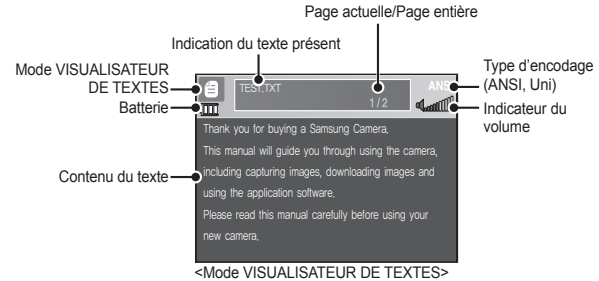 Page actuelle/Page entière
Indication du texte présent
Mode VISUALISATEUR
DE TEXTES
Batterie
Contenu du texte
Type d'encodage
(ANSI, Uni)
Indicateur du
volume
TEST.TXT
1 / 2
ANSI
Thank you for buying a Samsung Camera.
This manual will guide you through using the camera,
including capturing images, downloading images and
using the application software.
Please read this manual carefully before using your
new camera.
<Mode VISUALISATEUR DE TEXTES>